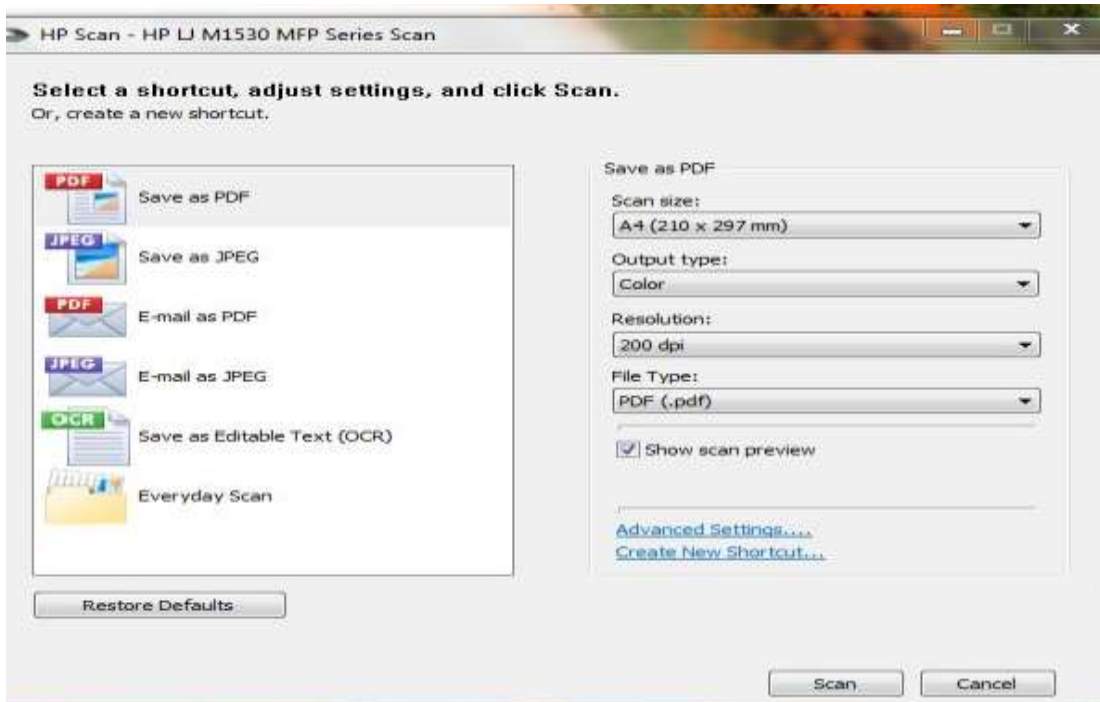 HP Scan - HP LJ M1530 MFP Series Scan
Select a shortcut, adjust settings, and click Scan.
Or, create a new shortcut.
PDF
Save as PDF
JPEG
Save as JPEG
PDF
E-mail as PDF
JPEG
E-mail as JPEG
OCR
Save as Editable Text (OCR)
Everyday Scan
Restore Defaults
Save as PDF
Scan size:
A4 (210 x 297 mm)
Output type:
Color
Resolution:
200 dpi
File Type:
PDF (.pdf)
Show scan preview
Advanced Settings....
Create New Shortcut...
Scan
Cancel